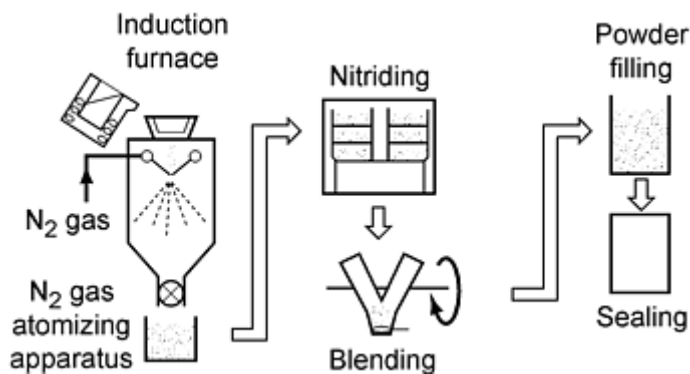 Induction
furnace
N₂ gas
N₂ gas
atomizing
apparatus
Nitriding
Blending
Powder
filling
Sealing